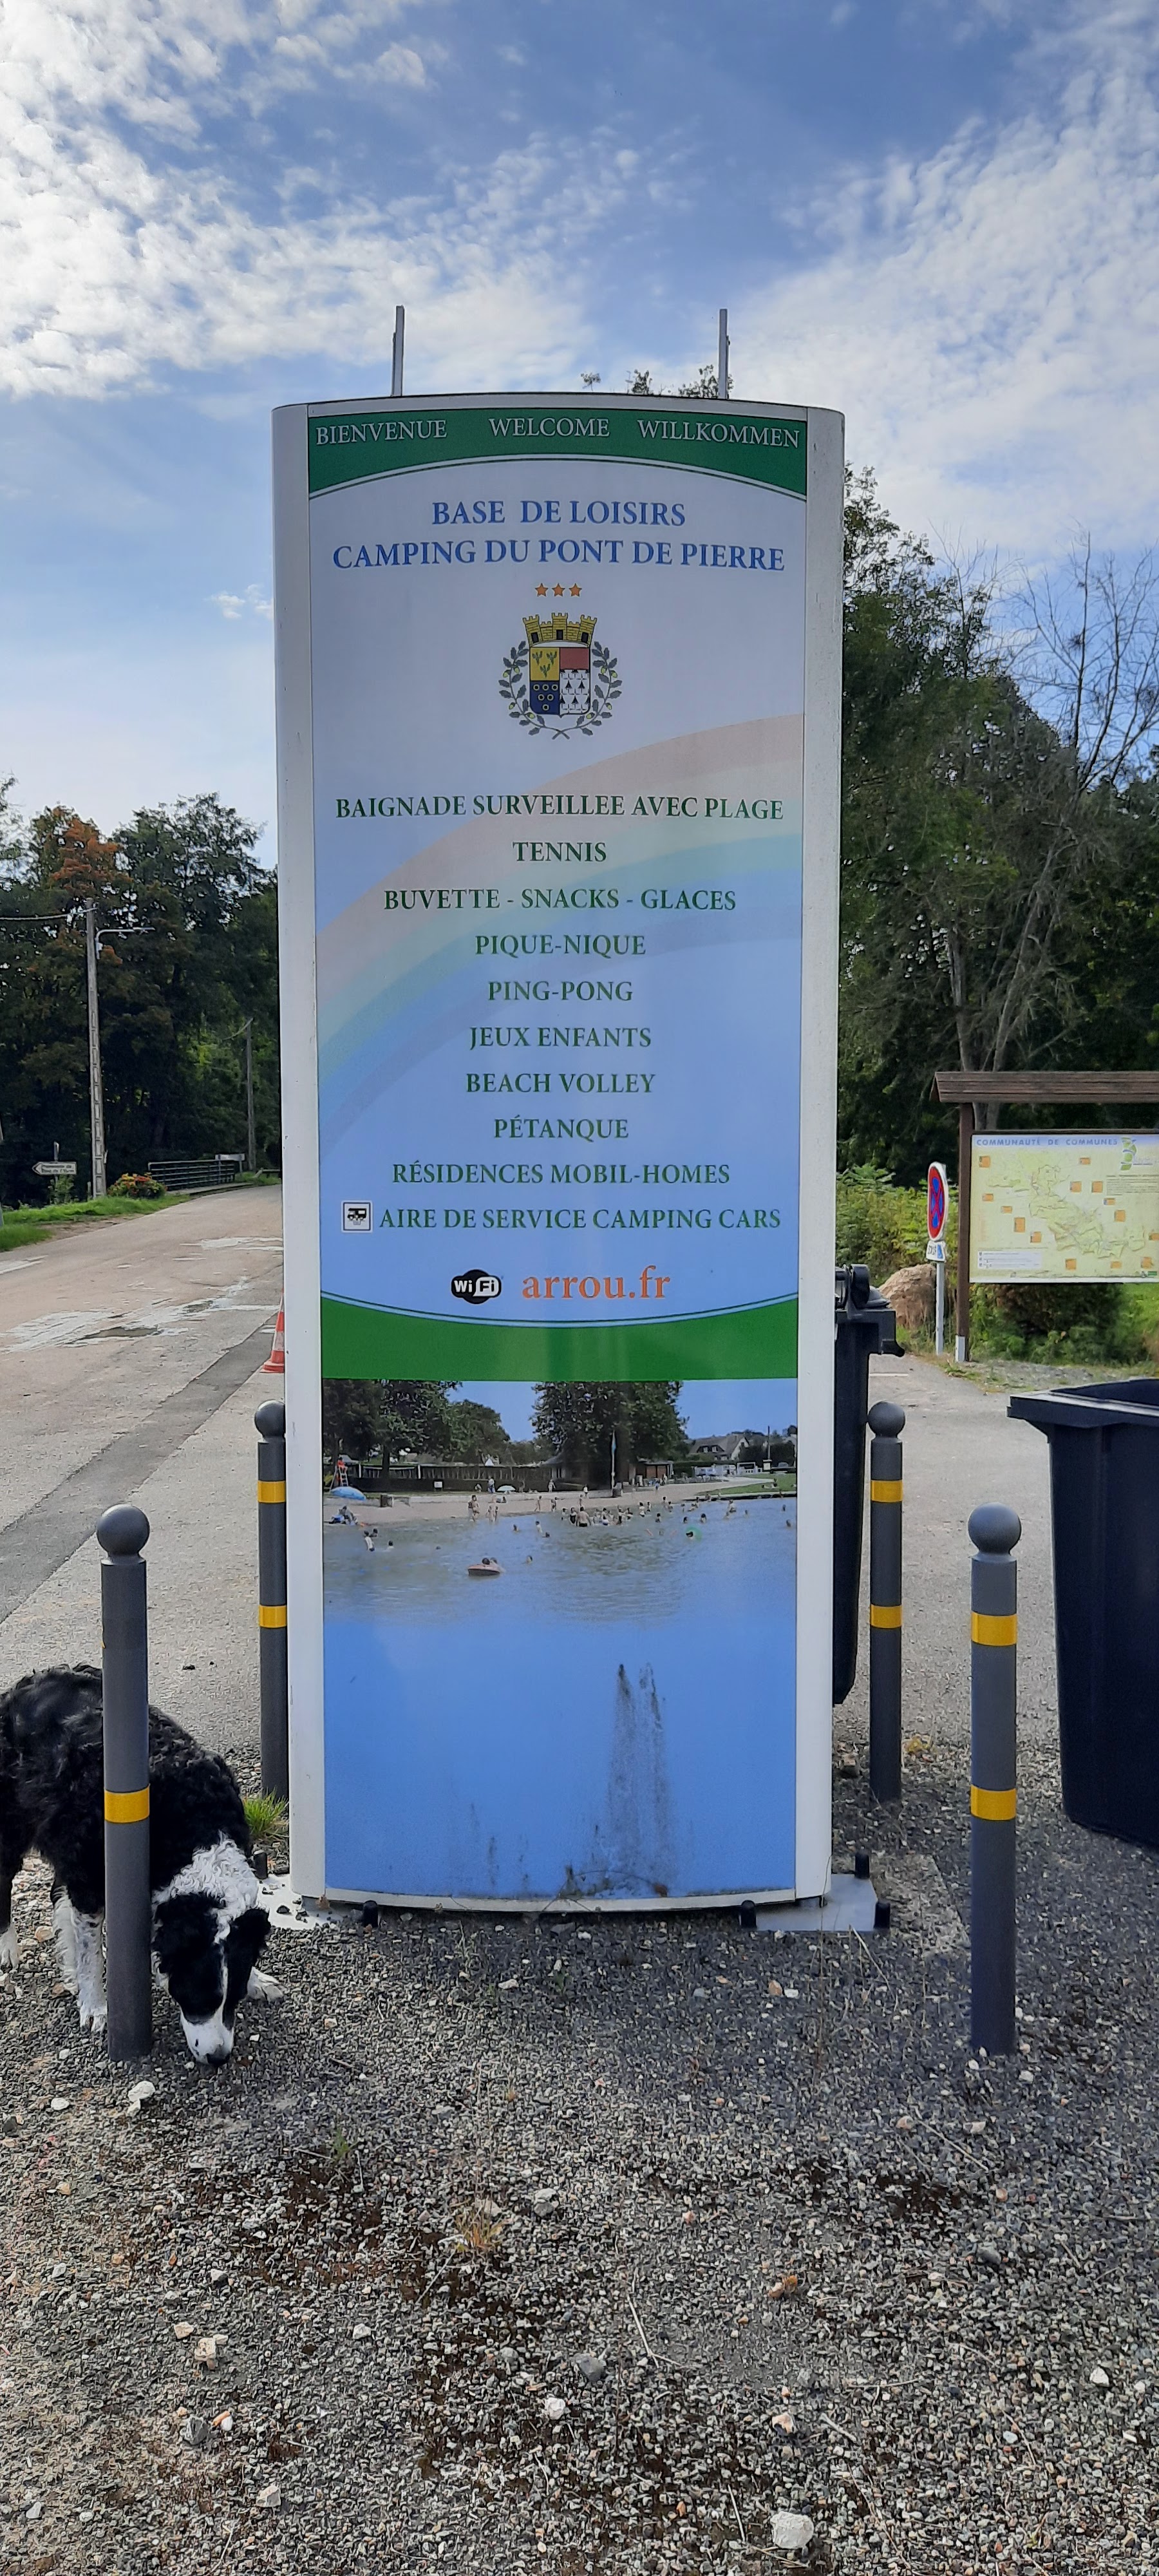 BIENVENUE WELCOME WILLKOMMEN
BASE DE LOISIRS
CAMPING DU PONT DE PIERRE
BAIGNADE SURVEILLEE AVEC PLAGE
TENNIS
BUVETTE - SNACKS - GLACES
PIQUE-NIQUE
PING-PONG
JEUX ENFANTS
BEACH VOLLEY
PÉTANQUE
RÉSIDENCES MOBIL-HOMES
AIRE DE SERVICE CAMPING CARS
WiFi arrou.fr
COMMUNAUTÉ DE COMMUNES